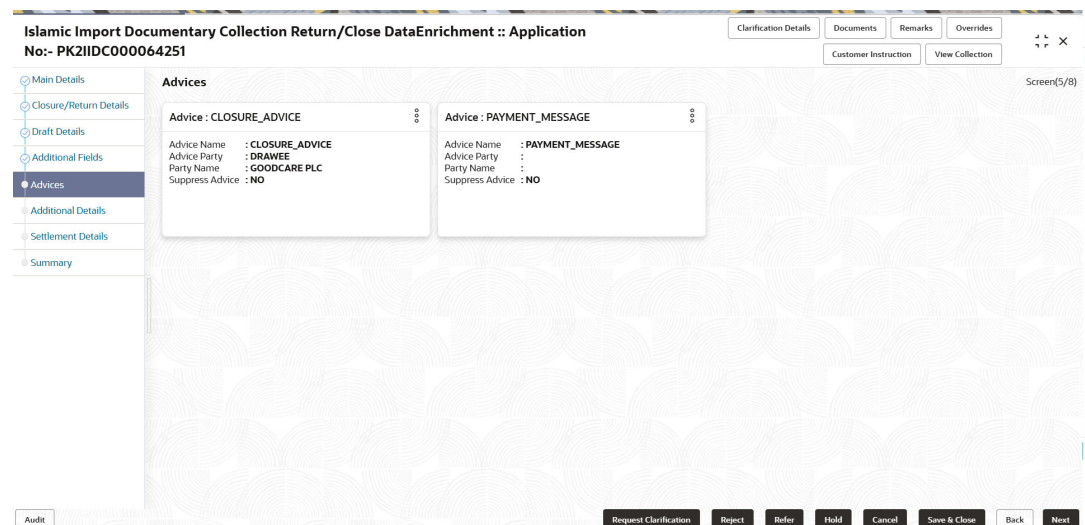 Islamic Import Documentary Collection Return/Close DataEnrichment :: Application
No:- PK2IIDC000064251
Clarification Details
Documents
Remarks
Overrides
Customer Instruction
View Collection
Main Details
Closure/Return Details
Draft Details
Additional Fields
Advices
Additional Details
Settlement Details
Summary
Advices
Screen(5/8)
Advice : CLOSURE_ADVICE
Advice Name : CLOSURE_ADVICE
Advice Party : DRAWEE
Party Name : GOODCARE PLC
Suppress Advice : NO
Advice : PAYMENT_MESSAGE
Advice Name : PAYMENT_MESSAGE
Advice Party :
Party Name :
Suppress Advice : NO
Audit
Request Clarification
Reject
Refer
Hold
Cancel
Save & Close
Back
Next